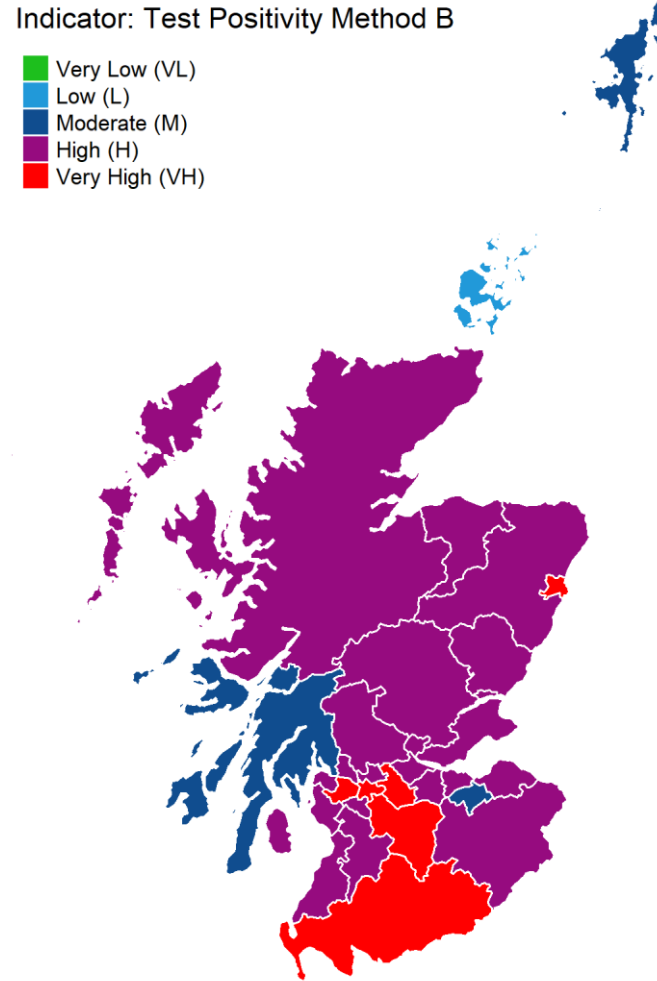 Indicator: Test Positivity Method B
Very Low (VL)
Low (L)
Moderate (M)
High (H)
Very High (VH)